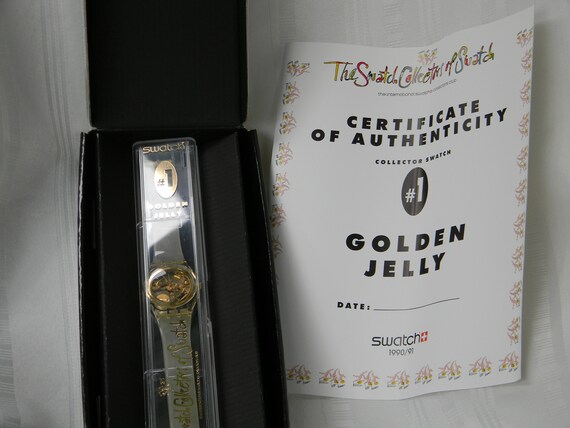 swatch
#1
GOLDEN
JELLY
The Swatch Collectors of Swatch
CERTIFICATE
OF AUTHENTICITY
COLLECTOR SWATCH
#1
GOLDEN
JELLY
DATE:
swatch
1990/91